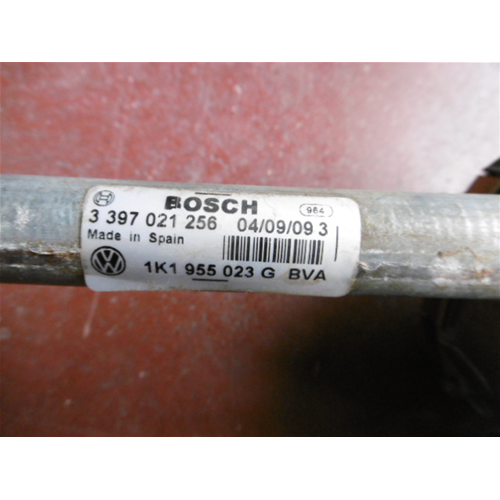 BOSCH 984
3 397 021 256 04/09/09 3
Made in Spain
1K1 955 023 G BVA